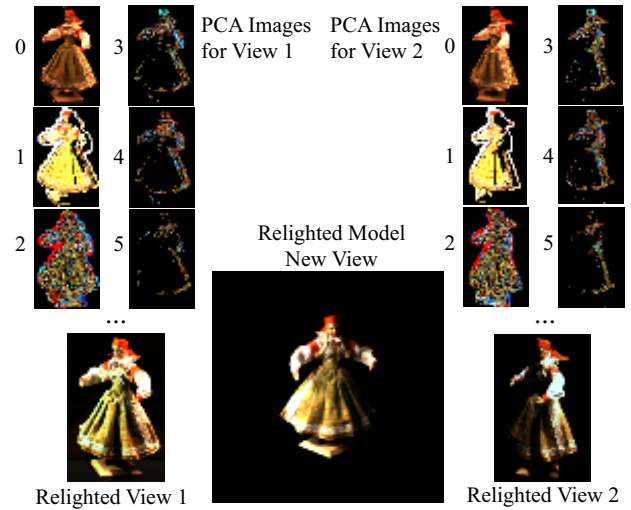 0
3
PCA Images
for View 1
PCA Images
for View 2
0
3
1
4
1
4
2
5
Relighted Model
New View
2
5
...
...
Relighted View 1
Relighted View 2